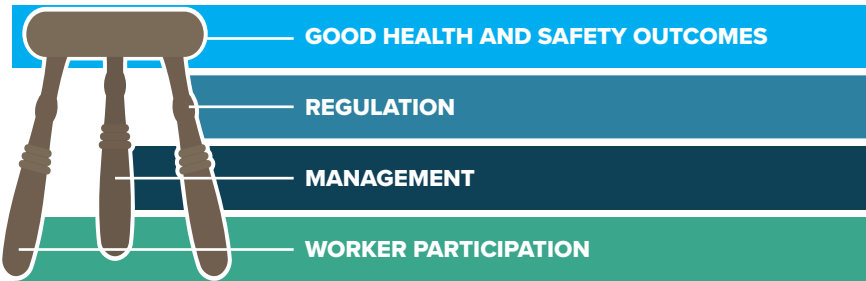 GOOD HEALTH AND SAFETY OUTCOMES
REGULATION
MANAGEMENT
WORKER PARTICIPATION